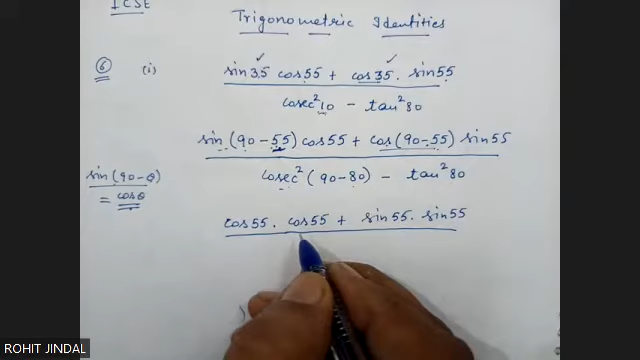 ICSE
Trigonometric Identities
⑥ (i) sin35 cos55 + cos35. sin55
cosec²10 - tan²80
sin(90-55) cos55 + cos(90-55) sin55
cosec²(90-80) - tan²80
sin(90-θ)
= cosθ
cos55. cos55 + sin55. sin55
ROHIT JINDAL